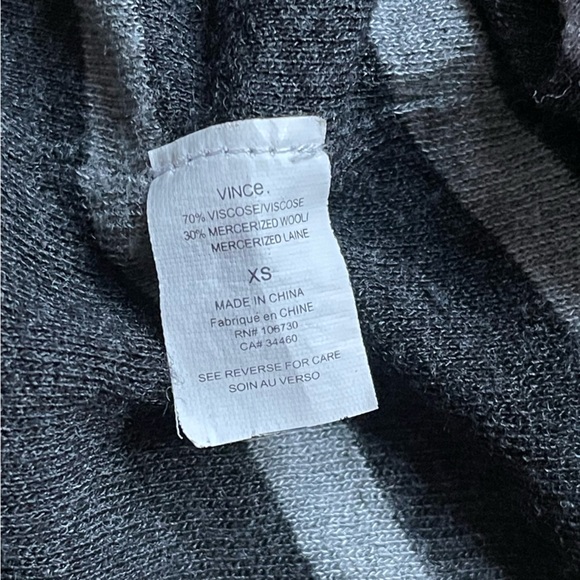 VINCe.
70% VISCOSE/VISCOSE
30% MERCERIZED WOOL/
MERCERIZED LAINE
XS
MADE IN CHINA
Fabriqué en CHINE
RN# 106730
CA# 34460
SEE REVERSE FOR CARE
SOIN AU VERSO